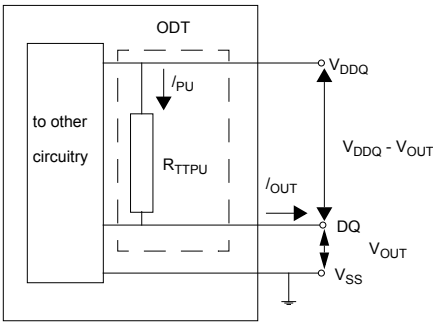 ODT
V_DDQ
I_PU
to other
circuitry
R_TTPU
V_DDQ - V_OUT
I_OUT
DQ
V_OUT
V_SS